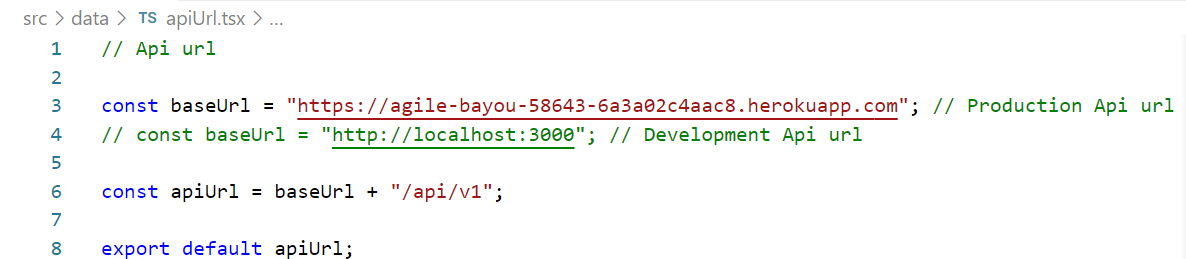 src > data > TS apiUrl.tsx > ...
1 // Api url
2
3 const baseUrl = "https://agile-bayou-58643-6a3a02c4aac8.herokuapp.com"; // Production Api url
4 // const baseUrl = "http://localhost:3000"; // Development Api url
5
6 const apiUrl = baseUrl + "/api/v1";
7
8 export default apiUrl;